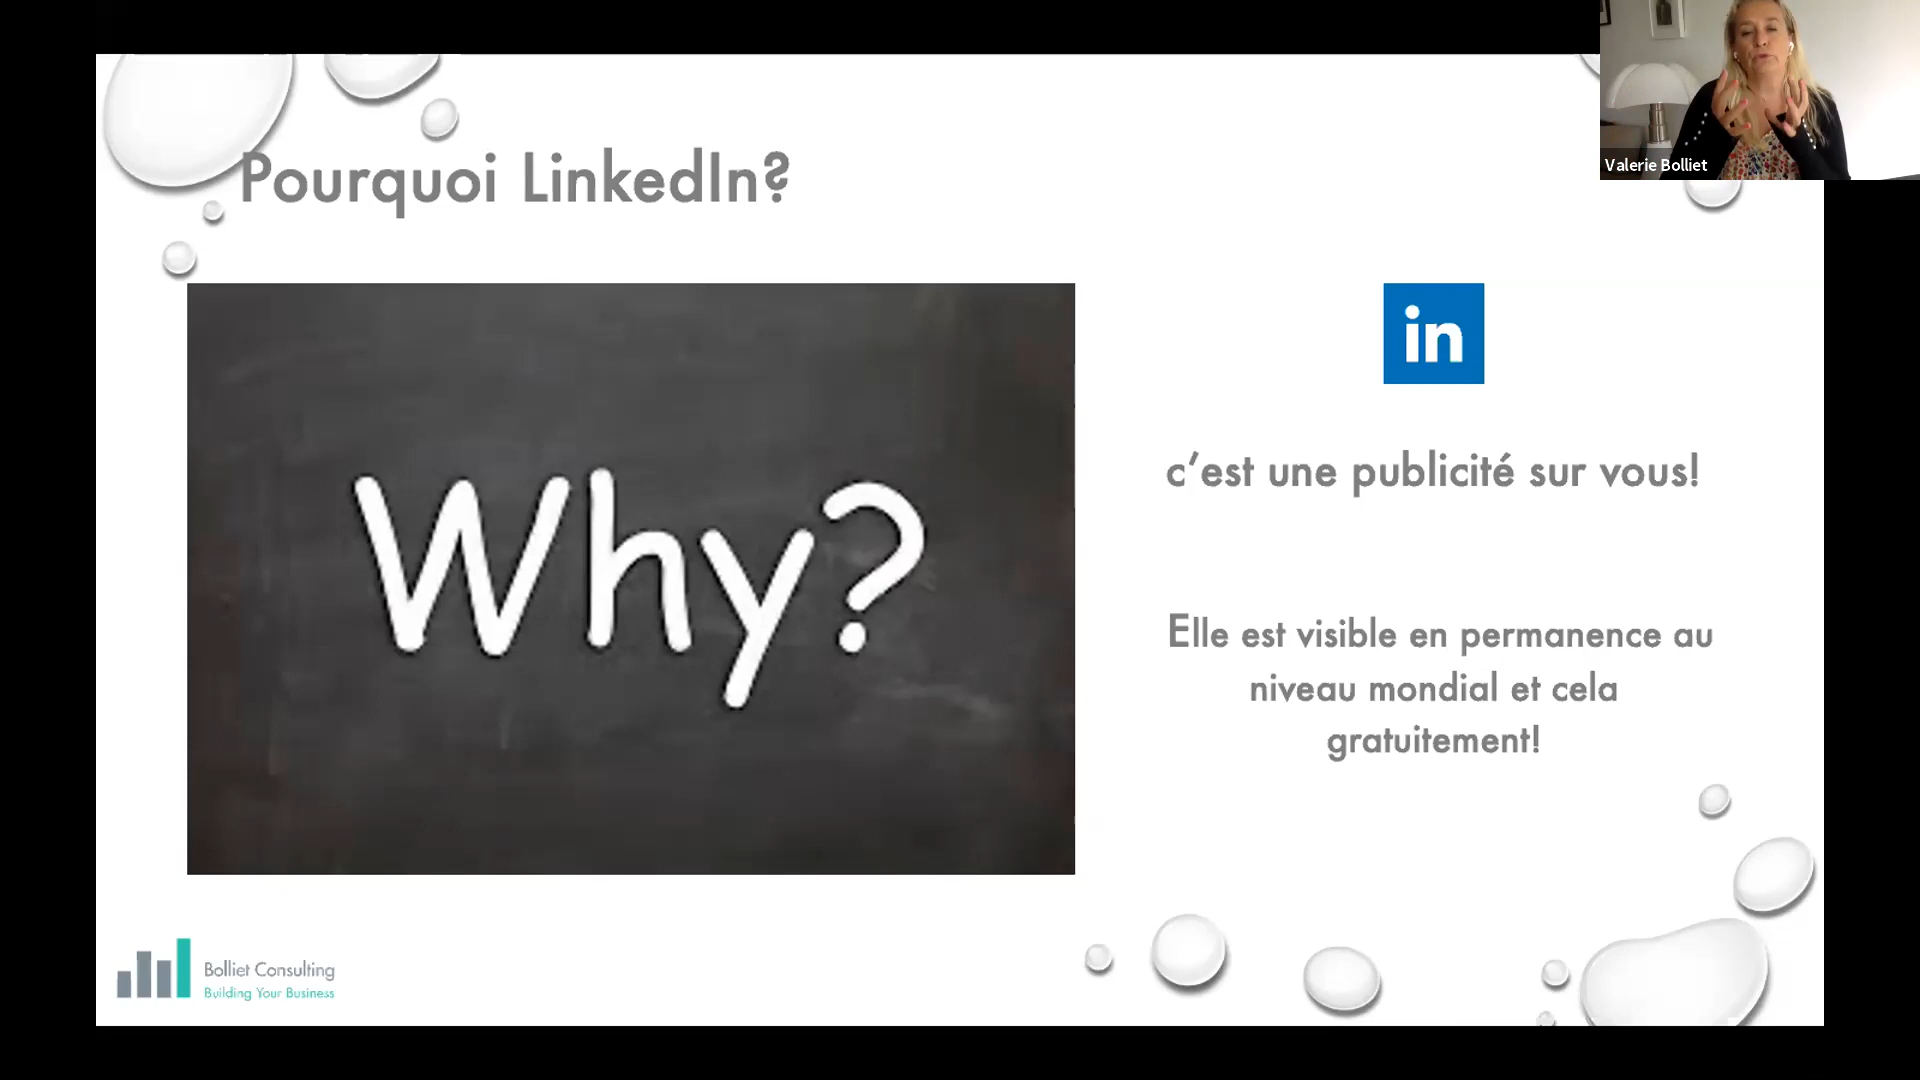 Valerie Bolliet
Pourquoi LinkedIn?
Why?
in
c’est une publicité sur vous!
Elle est visible en permanence au
niveau mondial et cela
gratuitement!
Bolliet Consulting
Building Your Business